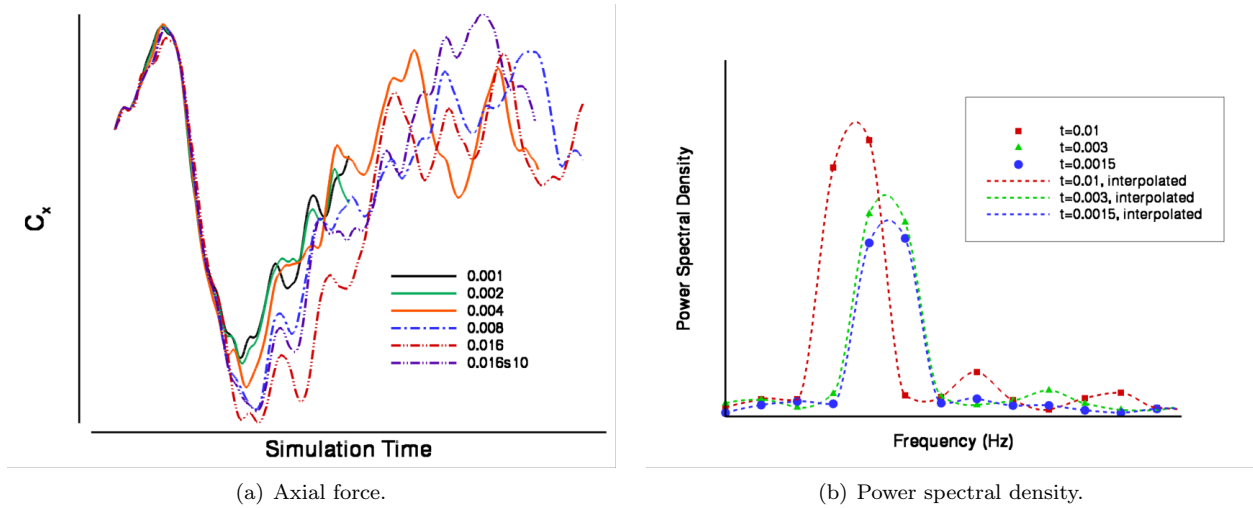 C_x
0.001
0.002
0.004
0.008
0.016
0.016s10
Simulation Time
(a) Axial force.
Power Spectral Density
t=0.01
t=0.003
t=0.0015
t=0.01, interpolated
t=0.003, interpolated
t=0.0015, interpolated
Frequency (Hz)
(b) Power spectral density.